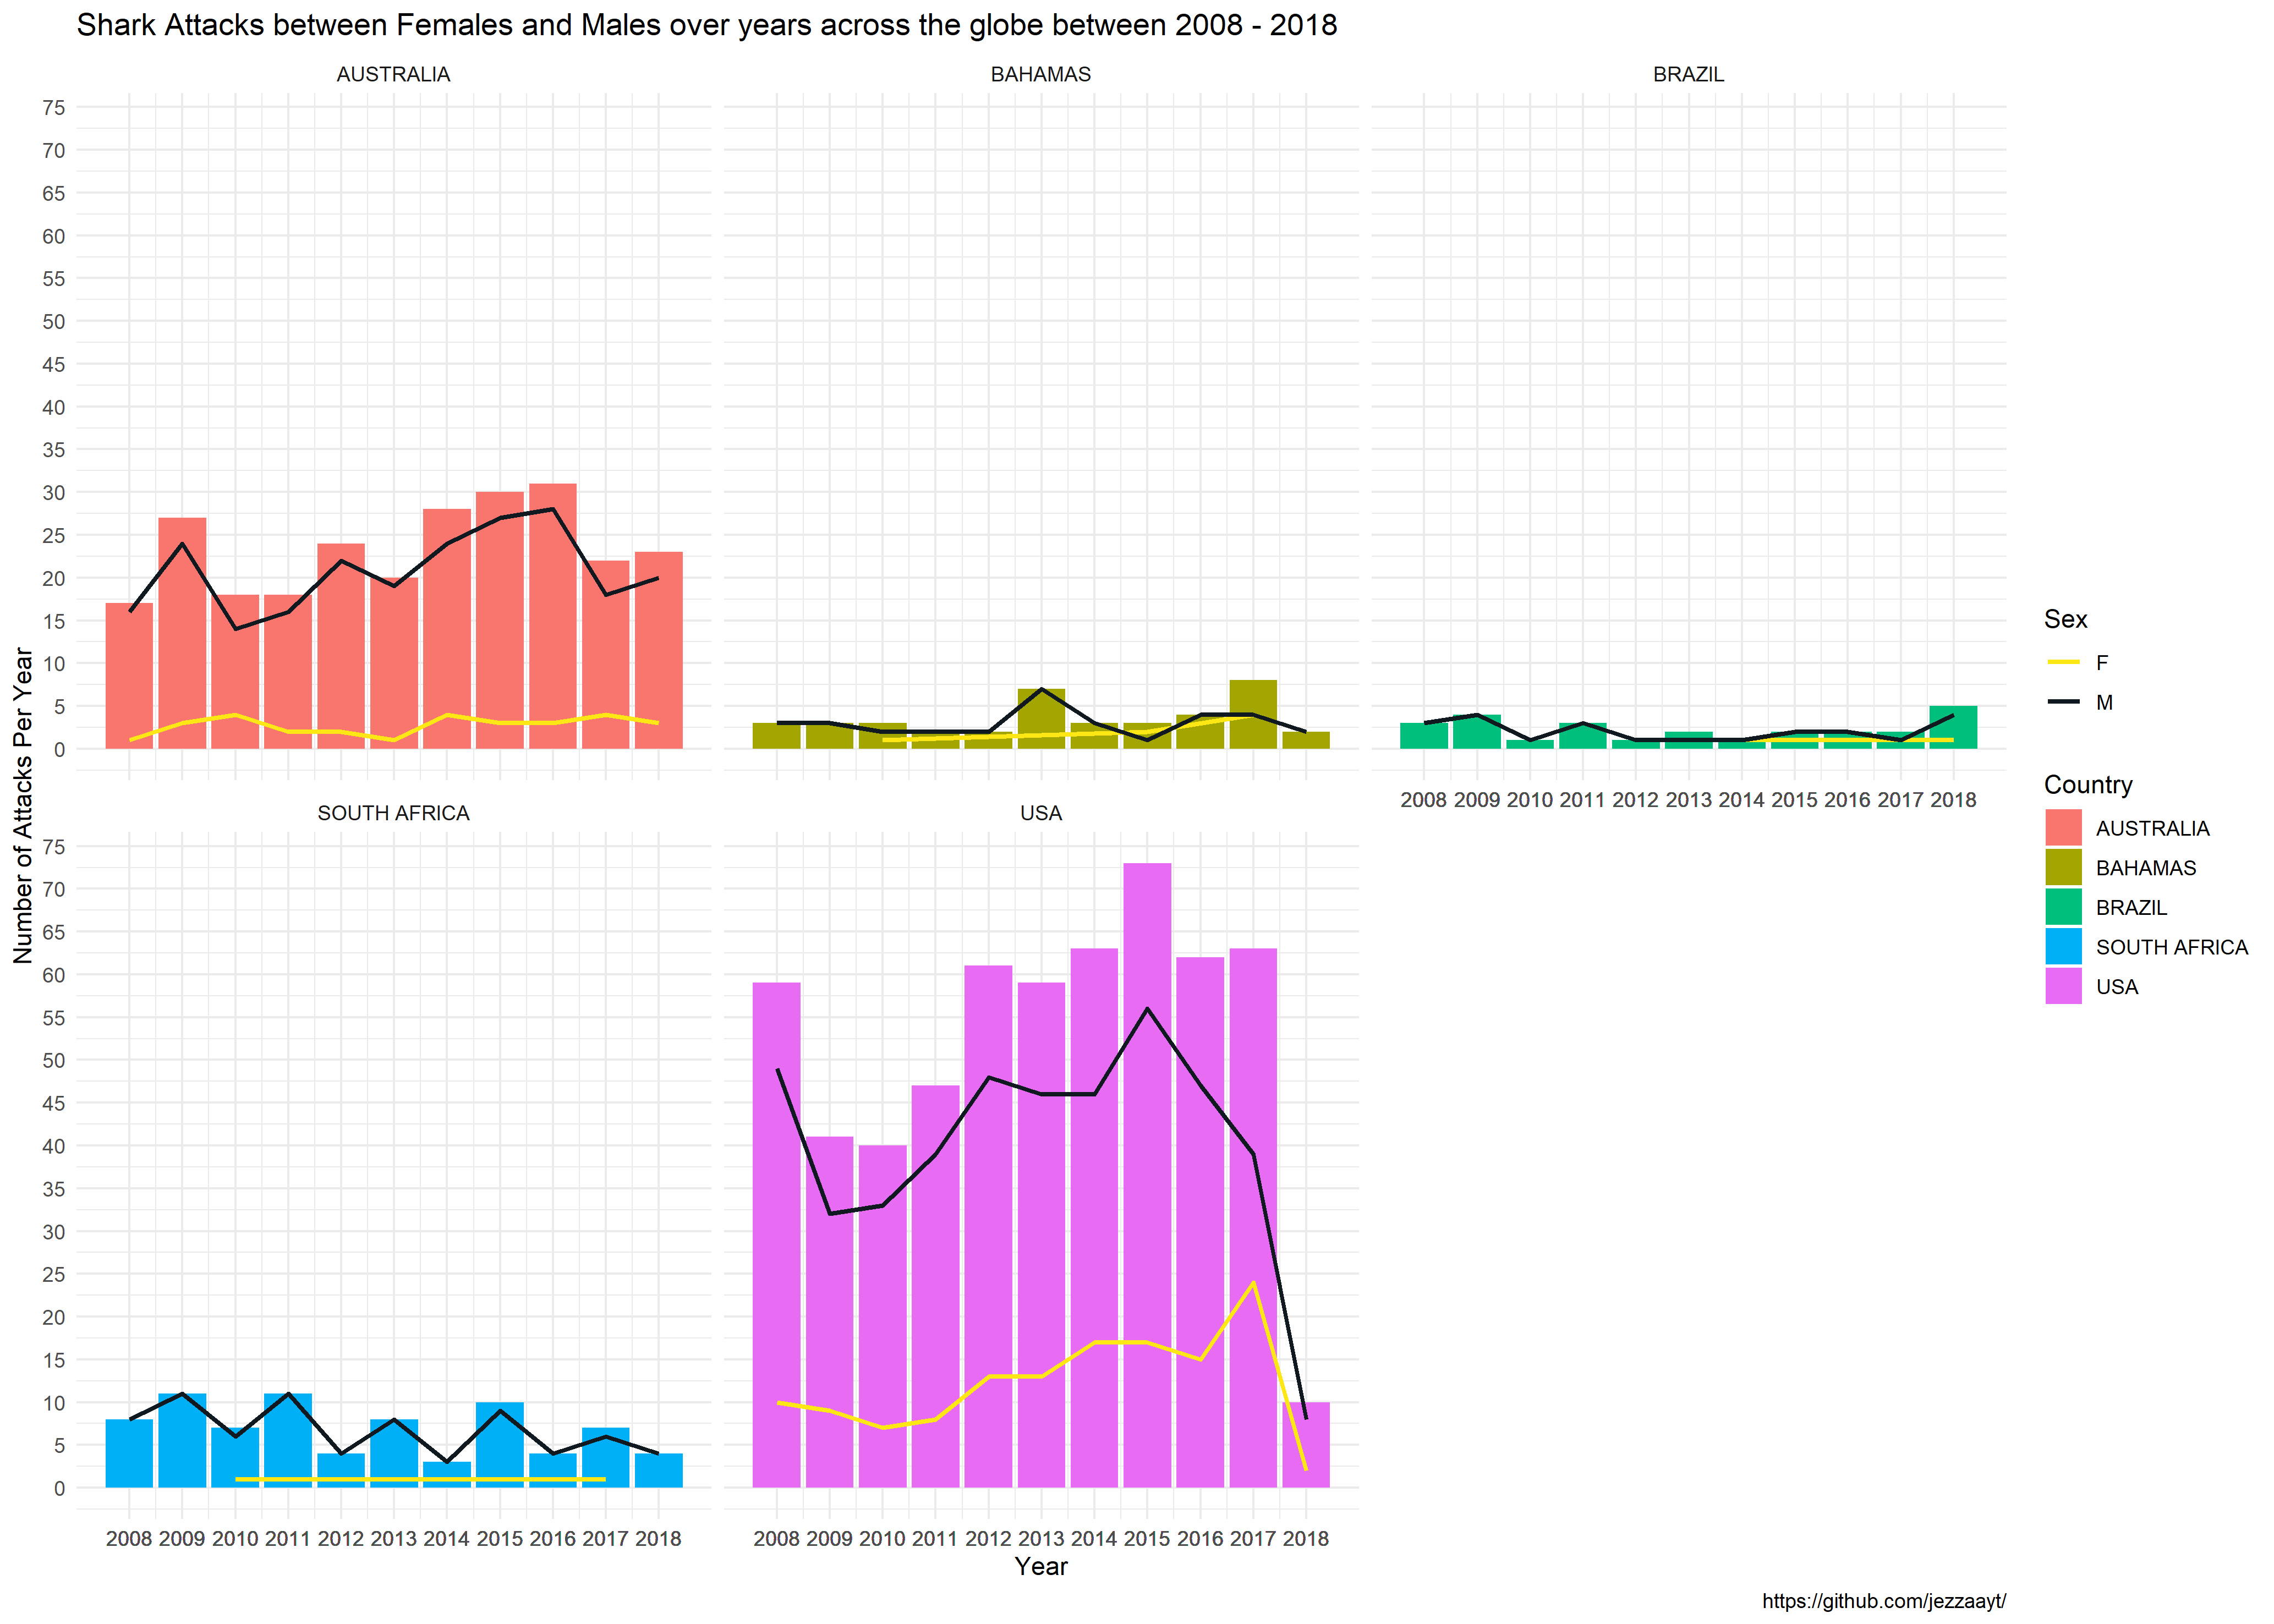 Shark Attacks between Females and Males over years across the globe between 2008 - 2018
AUSTRALIA
BAHAMAS
BRAZIL
75
70
65
60
55
50
45
40
35
30
25
20
15
10
5
0
2008 2009 2010 2011 2012 2013 2014 2015 2016 2017 2018
Number of Attacks Per Year
SOUTH AFRICA
USA
75
70
65
60
55
50
45
40
35
30
25
20
15
10
5
0
2008 2009 2010 2011 2012 2013 2014 2015 2016 2017 2018
2008 2009 2010 2011 2012 2013 2014 2015 2016 2017 2018
Year
Sex
F
M
Country
AUSTRALIA
BAHAMAS
BRAZIL
SOUTH AFRICA
USA
https://github.com/jezzaayt/